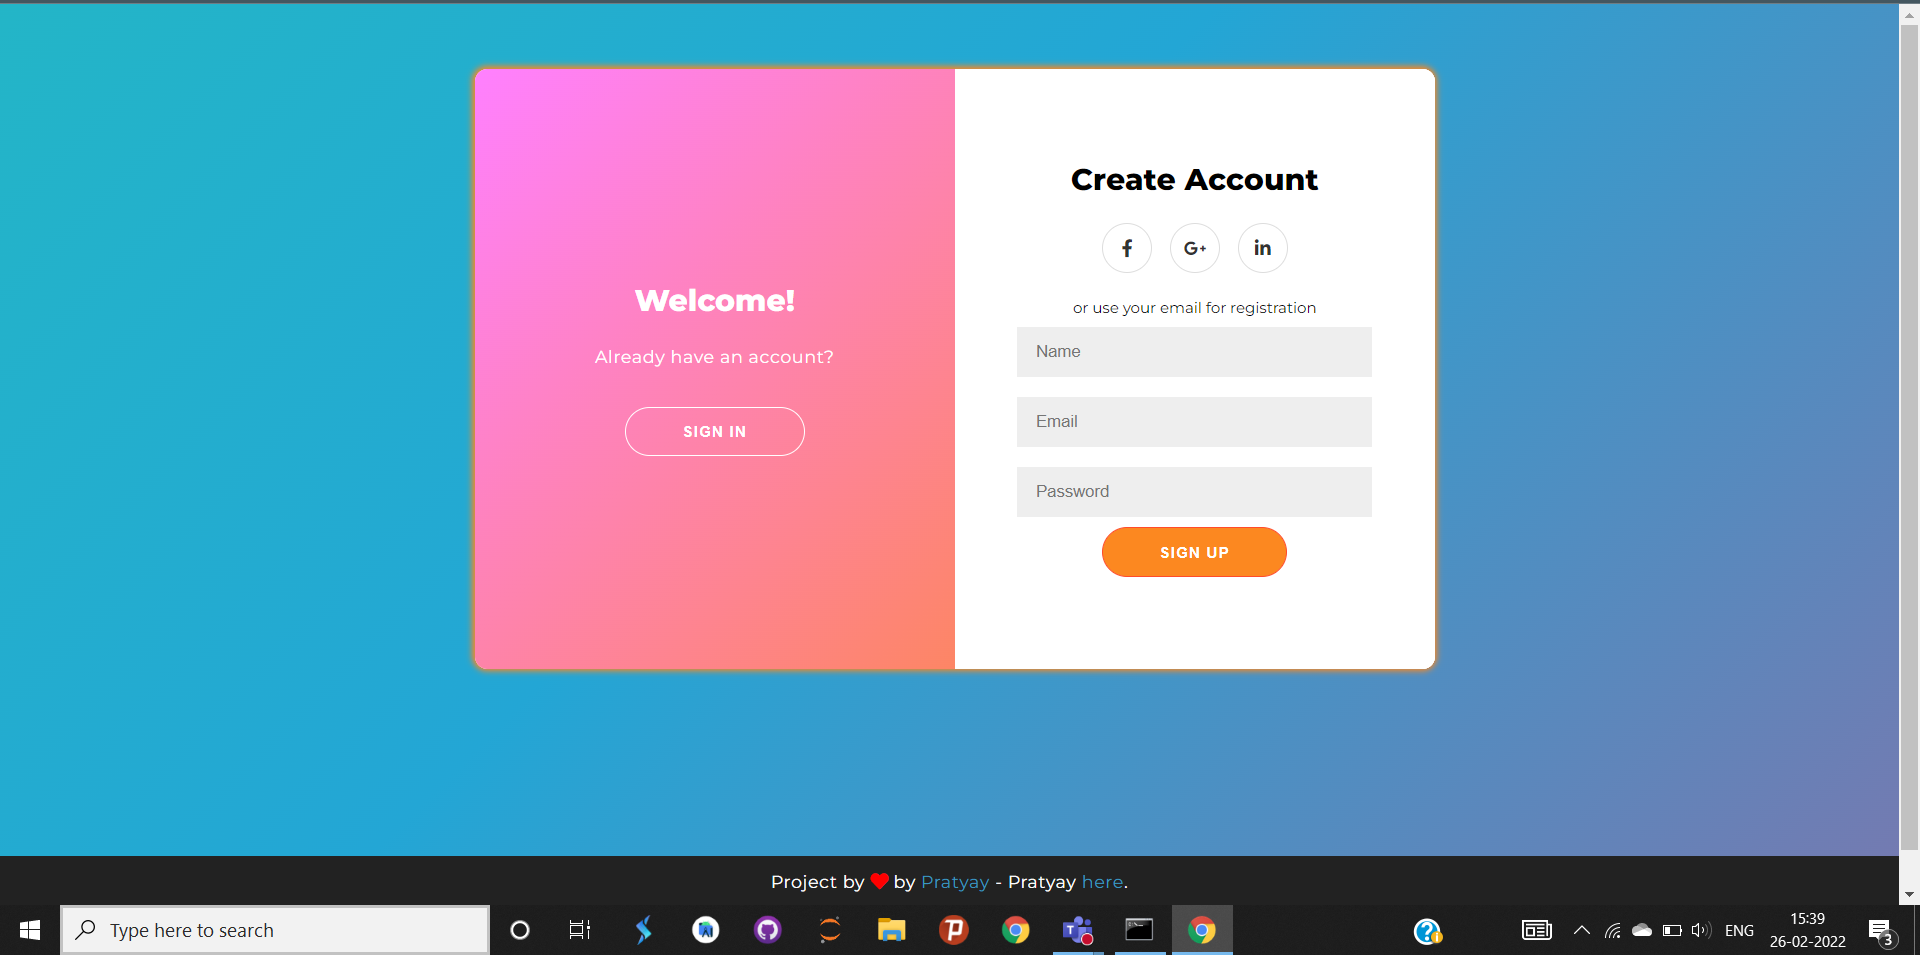 Welcome!
Already have an account?
SIGN IN
Create Account
f
G+
in
or use your email for registration
Name
Email
Password
SIGN UP
Project by ❤ by Pratyay - Pratyay here.
Type here to search
ENG
15:39
26-02-2022
3